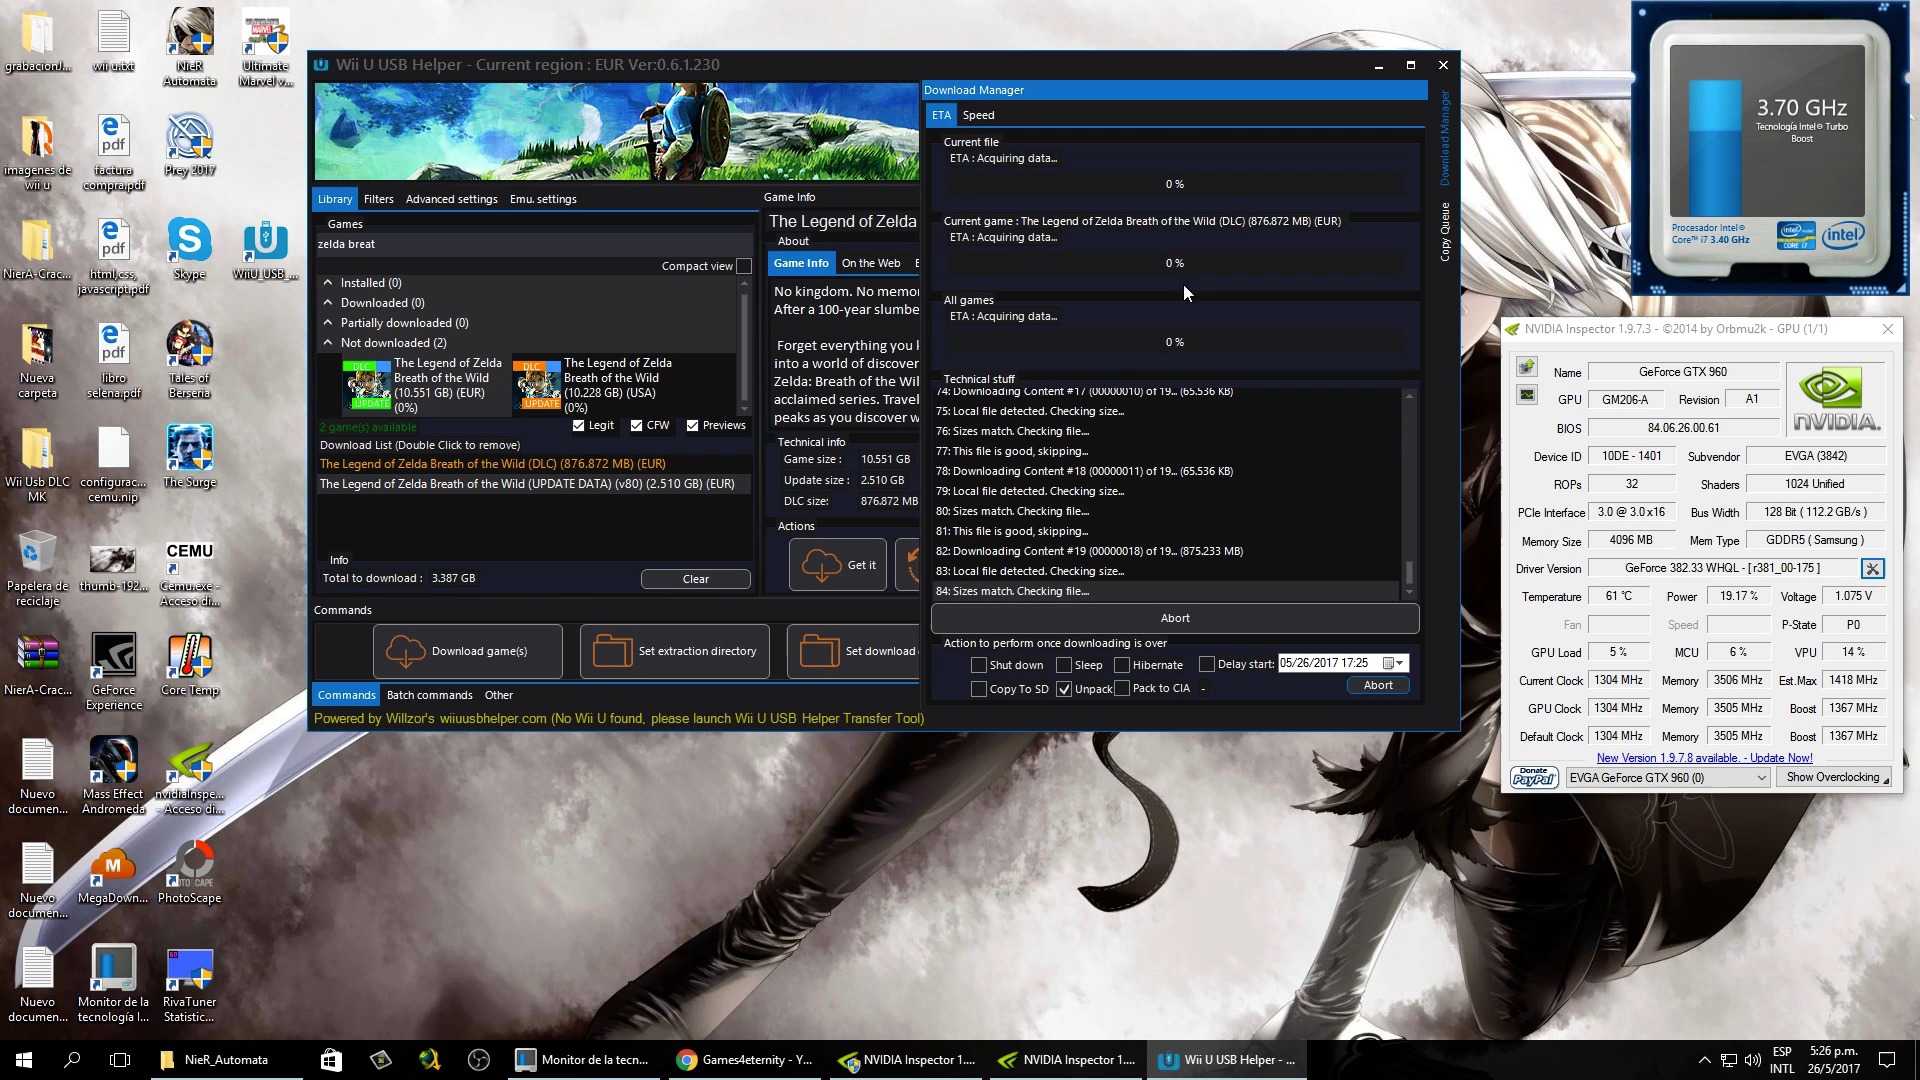 grabacionJ...
wii u.txt
NieR
Automata
Ultimate
Marvel v...
imagenes de
wii u
factura
compra.pdf
Prey 2017
NierA-Crac...
html,css,
javascript.pdf
Skype
WiiU_USB_...
Nueva
carpeta
libro
selena.pdf
Tales of
Berseria
Wii Usb DLC
MK
configurac...
cemu.nip
The Surge
Papelera de
reciclaje
thumb-192...
CEMU
Cemu.exe -
Acceso di...
NierA-Crac...
GeForce
Experience
Core Temp
Nuevo
documen...
Mass Effect
Andromeda
nvidiaInspe...
- Acceso di...
Nuevo
documen...
MegaDown...
PhotoScape
Nuevo
documen...
Monitor de la
tecnología I...
RivaTuner
Statistic...
Wii U USB Helper - Current region : EUR Ver:0.6.1.230
Library Filters Advanced settings Emu. settings
Games
zelda breat
Compact view
Installed (0)
Downloaded (0)
Partially downloaded (0)
Not downloaded (2)
DLC
UPDATE
The Legend of Zelda
Breath of the Wild
(10.551 GB) (EUR)
(0%)
DLC
UPDATE
The Legend of Zelda
Breath of the Wild
(10.228 GB) (USA)
(0%)
2 game(s) available
Legit CFW Previews
Download List (Double Click to remove)
The Legend of Zelda Breath of the Wild (DLC) (876.872 MB) (EUR)
The Legend of Zelda Breath of the Wild (UPDATE DATA) (v80) (2.510 GB) (EUR)
Info
Total to download : 3.387 GB
Clear
Game Info
The Legend of Zelda
About
Game Info On the Web E
No kingdom. No memor
After a 100-year slumbe
Forget everything you k
into a world of discover
Zelda: Breath of the Wil
acclaimed series. Travel
peaks as you discover w
Technical info
Game size : 10.551 GB
Update size : 2.510 GB
DLC size: 876.872 MB
Actions
Get it
Commands
Download game(s)
Set extraction directory
Set download
Commands Batch commands Other
Powered by Willzor's wiiuusbhelper.com (No Wii U found, please launch Wii U USB Helper Transfer Tool)
Download Manager
ETA Speed
Current file
ETA : Acquiring data...
0 %
Current game : The Legend of Zelda Breath of the Wild (DLC) (876.872 MB) (EUR)
ETA : Acquiring data...
0 %
All games
ETA : Acquiring data...
0 %
Technical stuff
74: Downloading Content #17 (00000010) of 19... (65.536 KB)
75: Local file detected. Checking size...
76: Sizes match. Checking file....
77: This file is good, skipping...
78: Downloading Content #18 (00000011) of 19... (65.536 KB)
79: Local file detected. Checking size...
80: Sizes match. Checking file....
81: This file is good, skipping...
82: Downloading Content #19 (00000018) of 19... (875.233 MB)
83: Local file detected. Checking size...
84: Sizes match. Checking file....
Abort
Action to perform once downloading is over
Shut down Sleep Hibernate Delay start: 05/26/2017 17:25
Copy To SD Unpack Pack to CIA -
Abort
Download Manager
Copy Queue
3.70 GHz
Tecnología Intel® Turbo
Boost
Procesador Intel®
Core™ i7 3.40 GHz
intel
CORE i7
intel
NVIDIA Inspector 1.9.7.3 - ©2014 by Orbmu2k - GPU (1/1)
Name GeForce GTX 960
GPU GM206-A Revision A1
BIOS 84.06.26.00.61
NVIDIA.
Device ID 10DE - 1401 Subvendor EVGA (3842)
ROPs 32 Shaders 1024 Unified
PCIe Interface 3.0 @ 3.0 x16 Bus Width 128 Bit ( 112.2 GB/s )
Memory Size 4096 MB Mem Type GDDR5 ( Samsung )
Driver Version GeForce 382.33 WHQL - [ r381_00-175 ]
Temperature 61 °C Power 19.17 % Voltage 1.075 V
Fan Speed P-State P0
GPU Load 5 % MCU 6 % VPU 14 %
Current Clock 1304 MHz Memory 3506 MHz Est.Max 1418 MHz
GPU Clock 1304 MHz Memory 3505 MHz Boost 1367 MHz
Default Clock 1304 MHz Memory 3505 MHz Boost 1367 MHz
New Version 1.9.7.8 available. - Update Now!
Donate
PayPal
EVGA GeForce GTX 960 (0)
Show Overclocking
NieR_Automata
Monitor de la tecn...
Games4eternity - Y...
NVIDIA Inspector 1....
NVIDIA Inspector 1....
Wii U USB Helper - ...
ESP
INTL
5:26 p.m.
26/5/2017